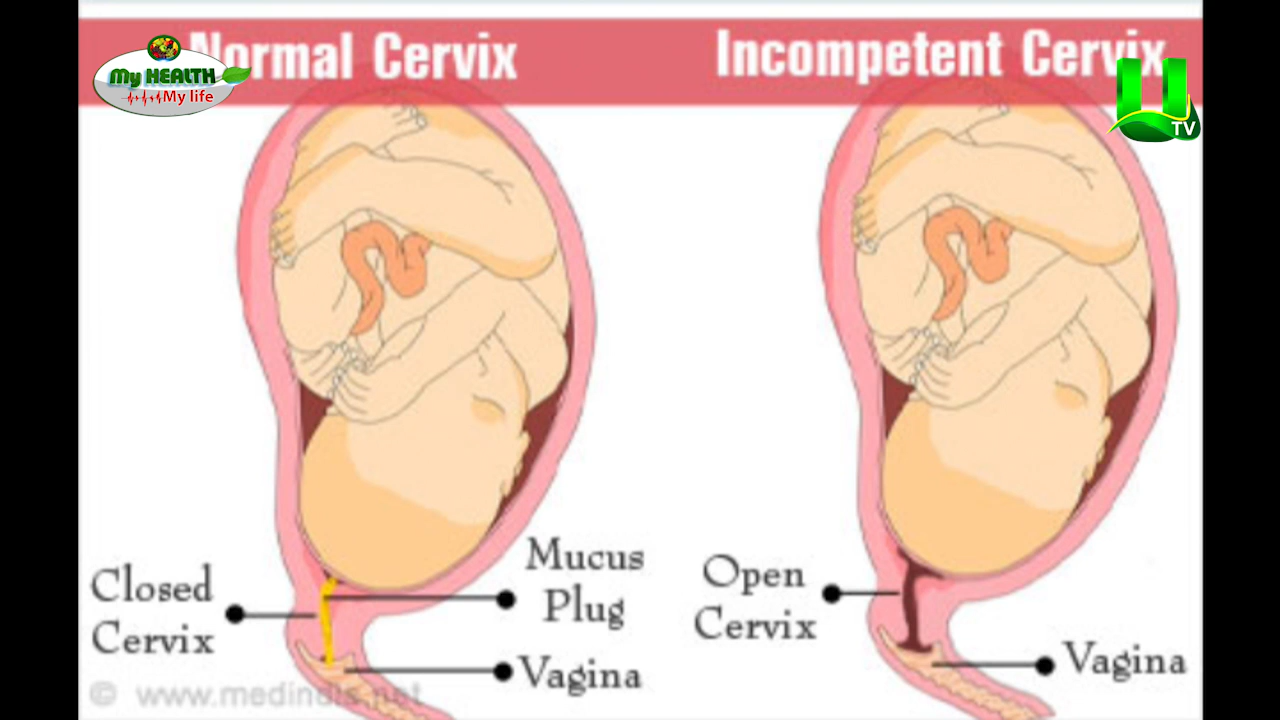 Normal Cervix
Incompetent Cervix
My HEALTH
My life
U
TV
Closed
Cervix
Mucus
Plug
Vagina
Open
Cervix
Vagina
© www.medindia.net